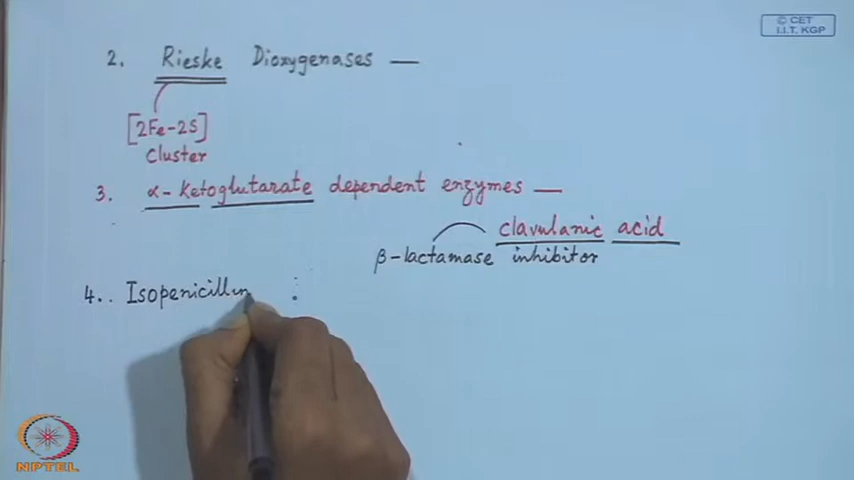 © CET
I.I.T. KGP
2. Rieske Dioxygenases —
[2Fe-2S]
Cluster
3. α-Ketoglutarate dependent enzymes —
clavulanic acid
β-lactamase inhibitor
4. Isopenicillin
NPTEL